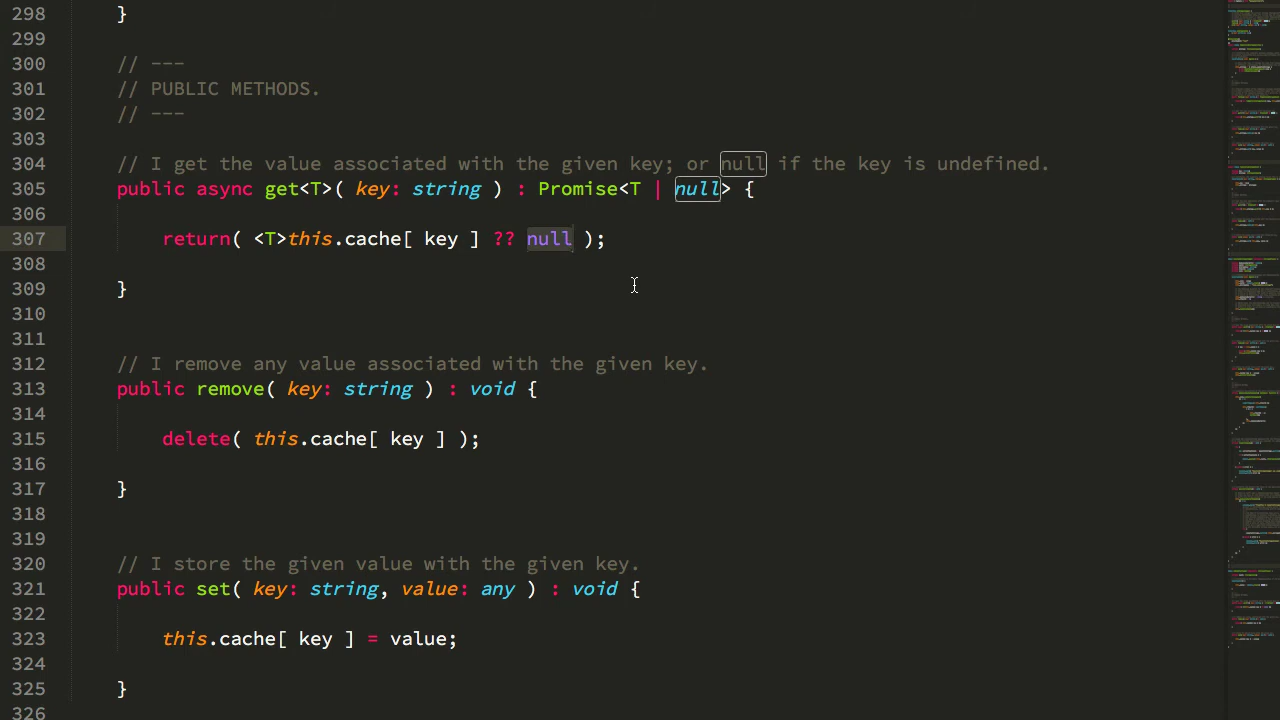 298 }
299
300 // ---
301 // PUBLIC METHODS.
302 // ---
303
304 // I get the value associated with the given key; or null if the key is undefined.
305 public async get<T>( key: string ) : Promise<T | null> {
306
307 return( <T>this.cache[ key ] ?? null );
308
309 }
310
311
312 // I remove any value associated with the given key.
313 public remove( key: string ) : void {
314
315 delete( this.cache[ key ] );
316
317 }
318
319
320 // I store the given value with the given key.
321 public set( key: string, value: any ) : void {
322
323 this.cache[ key ] = value;
324
325 }
326